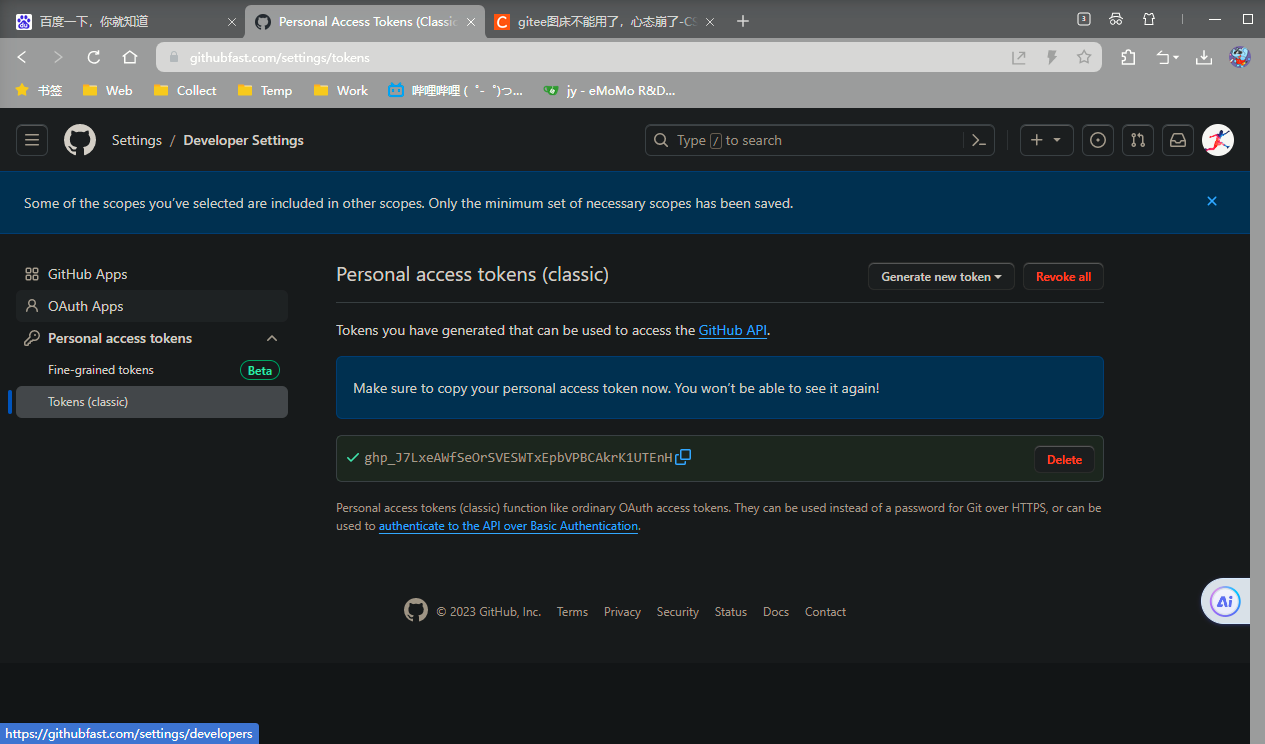 百度一下，你就知道
Personal Access Tokens (Classic
gitee图床不能用了，心态崩了-CS
3
githubfast.com/settings/tokens
书签
Web
Collect
Temp
Work
哔哩哔哩 (゜-゜)つ...
jy - eMoMo R&D...
Settings / Developer Settings
Type / to search
Some of the scopes you’ve selected are included in other scopes. Only the minimum set of necessary scopes has been saved.
GitHub Apps
OAuth Apps
Personal access tokens
Fine-grained tokens Beta
Tokens (classic)
Personal access tokens (classic)
Generate new token
Revoke all
Tokens you have generated that can be used to access the GitHub API.
Make sure to copy your personal access token now. You won’t be able to see it again!
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
Delete
Personal access tokens (classic) function like ordinary OAuth access tokens. They can be used instead of a password for Git over HTTPS, or can be
used to authenticate to the API over Basic Authentication.
© 2023 GitHub, Inc. Terms Privacy Security Status Docs Contact
Ai
https://githubfast.com/settings/developers